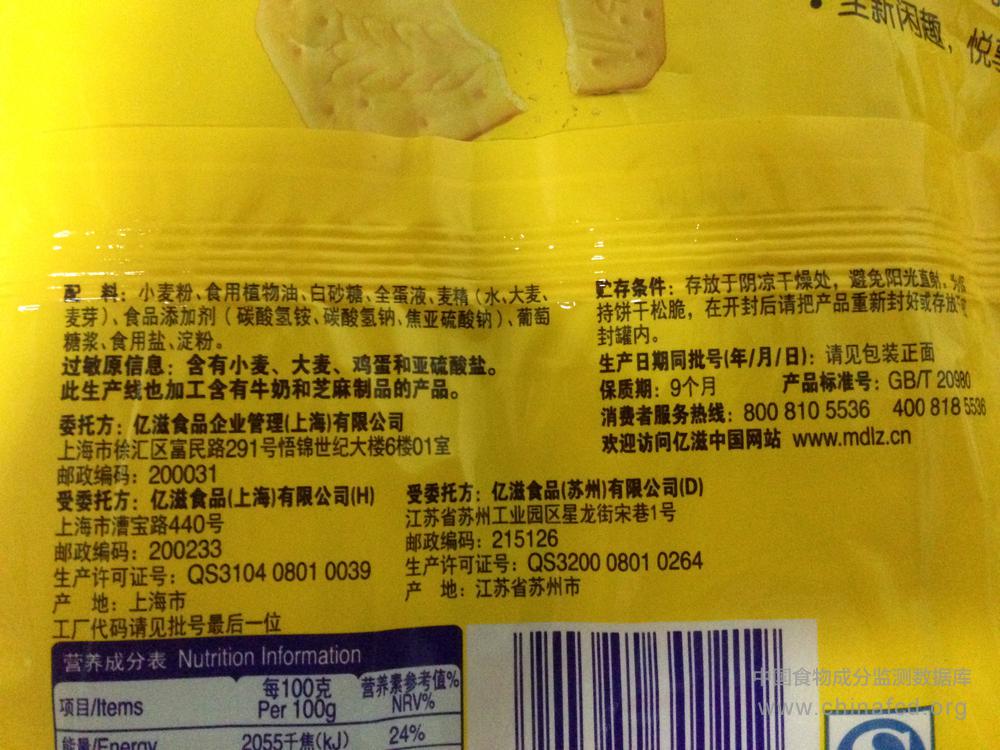 • 全新闲趣，悦享
配　料：小麦粉、食用植物油、白砂糖、全蛋液、麦精（水、大麦、
麦芽）、食品添加剂（碳酸氢铵、碳酸氢钠、焦亚硫酸钠）、葡萄
糖浆、食用盐、淀粉。
过敏原信息：含有小麦、大麦、鸡蛋和亚硫酸盐。
此生产线也加工含有牛奶和芝麻制品的产品。
委托方：亿滋食品企业管理(上海)有限公司
上海市徐汇区富民路291号悟锦世纪大楼6楼01室
邮政编码：200031
受委托方：亿滋食品(上海)有限公司(H)
上海市漕宝路440号
邮政编码：200233
生产许可证号：QS3104 0801 0039
产　地：上海市
工厂代码请见批号最后一位
受委托方：亿滋食品(苏州)有限公司(D)
江苏省苏州工业园区星龙街宋巷1号
邮政编码：215126
生产许可证号：QS3200 0801 0264
产　地：江苏省苏州市
贮存条件：存放于阴凉干燥处，避免阳光直射。为保
持饼干松脆，在开封后请把产品重新封好或存放于
封罐内。
生产日期同批号(年/月/日)：请见包装正面
保质期：9个月　产品标准号：GB/T 20980
消费者服务热线：800 810 5536　400 818 5536
欢迎访问亿滋中国网站 www.mdlz.cn
营养成分表 Nutrition Information
项目/Items 每100克 Per 100g 营养素参考值% NRV%
能量/Energy 2055千焦(kJ) 24%
中国食物成分监测数据库
www.chinafcd.org